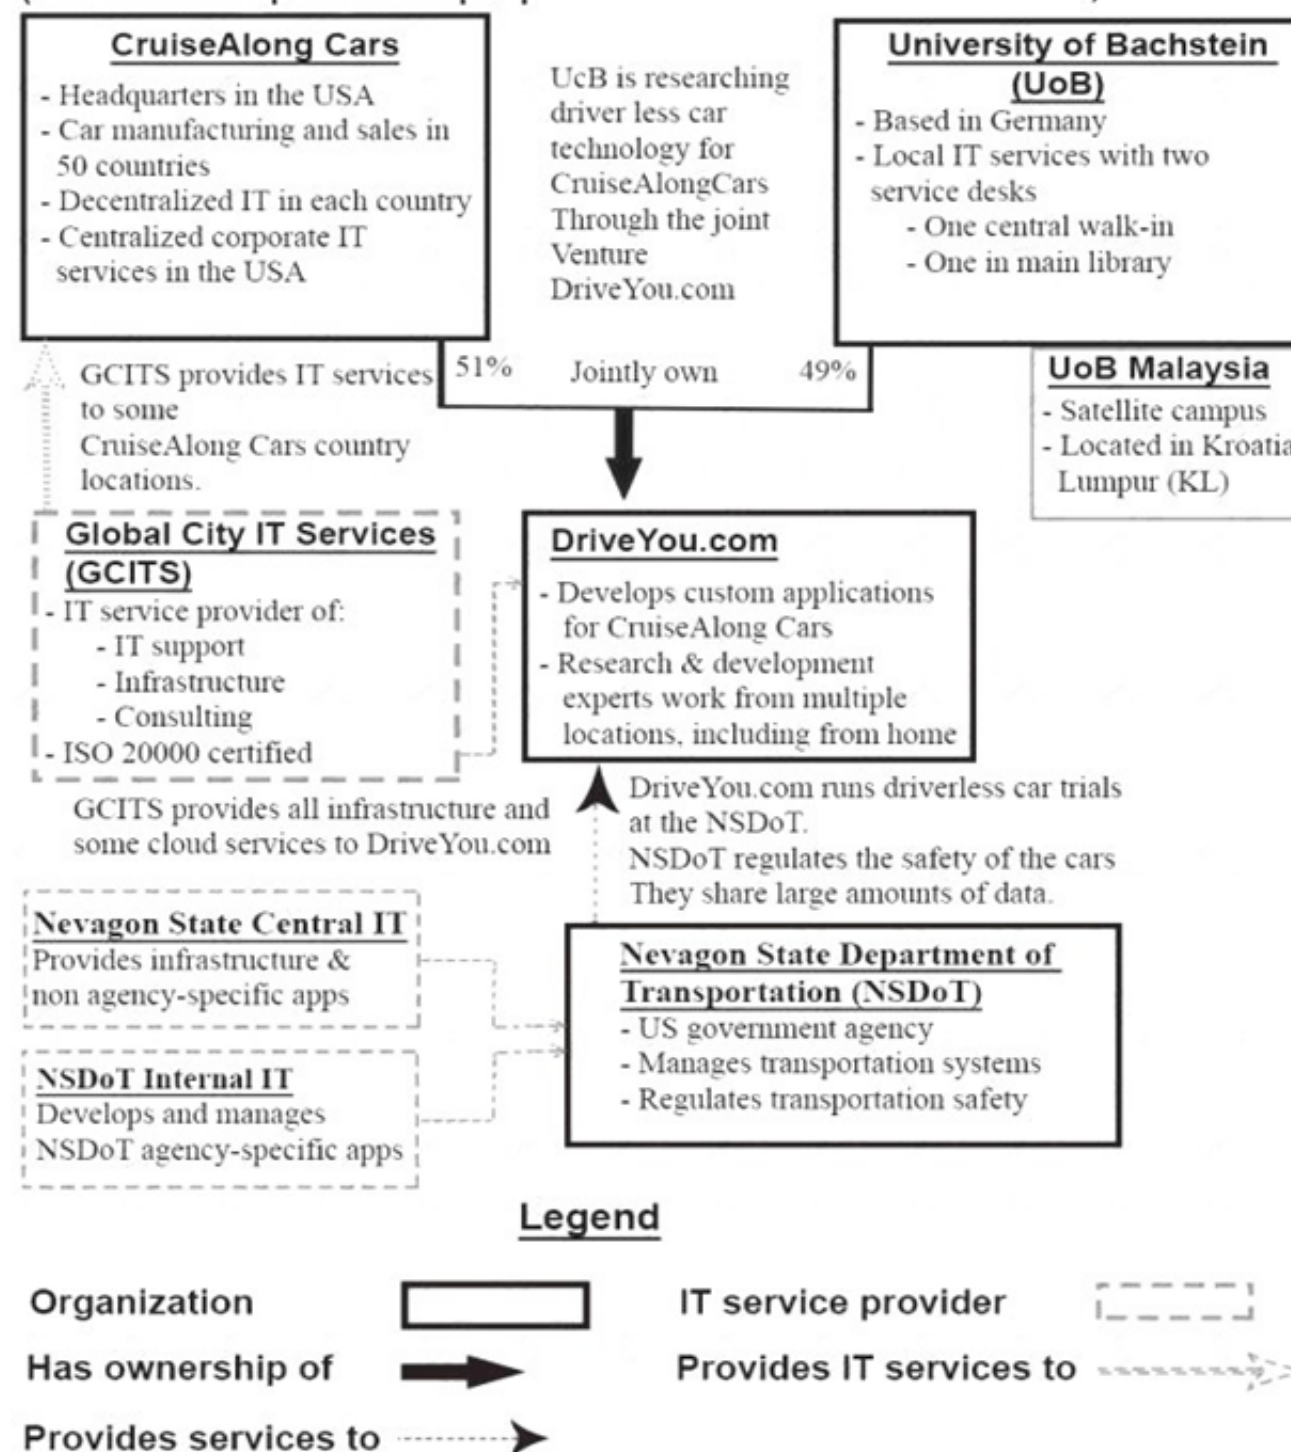 CruiseAlong Cars
- Headquarters in the USA
- Car manufacturing and sales in
50 countries
- Decentralized IT in each country
- Centralized corporate IT
services in the USA
UcB is researching
driver less car
technology for
CruiseAlongCars
Through the joint
Venture
DriveYou.com
University of Bachstein
(UoB)
- Based in Germany
- Local IT services with two
service desks
- One central walk-in
- One in main library
51% Jointly own 49%
GCITS provides IT services
to some
CruiseAlong Cars country
locations.
UoB Malaysia
- Satellite campus
- Located in Kroatia
Lumpur (KL)
Global City IT Services
(GCITS)
- IT service provider of:
- IT support
- Infrastructure
- Consulting
- ISO 20000 certified
DriveYou.com
- Develops custom applications
for CruiseAlong Cars
- Research & development
experts work from multiple
locations, including from home
GCITS provides all infrastructure and
some cloud services to DriveYou.com
DriveYou.com runs driverless car trials
at the NSDoT.
NSDoT regulates the safety of the cars
They share large amounts of data.
Nevagon State Central IT
Provides infrastructure &
non agency-specific apps
NSDoT Internal IT
Develops and manages
NSDoT agency-specific apps
Nevagon State Department of
Transportation (NSDoT)
- US government agency
- Manages transportation systems
- Regulates transportation safety
Legend
Organization
IT service provider
Has ownership of
Provides IT services to
Provides services to